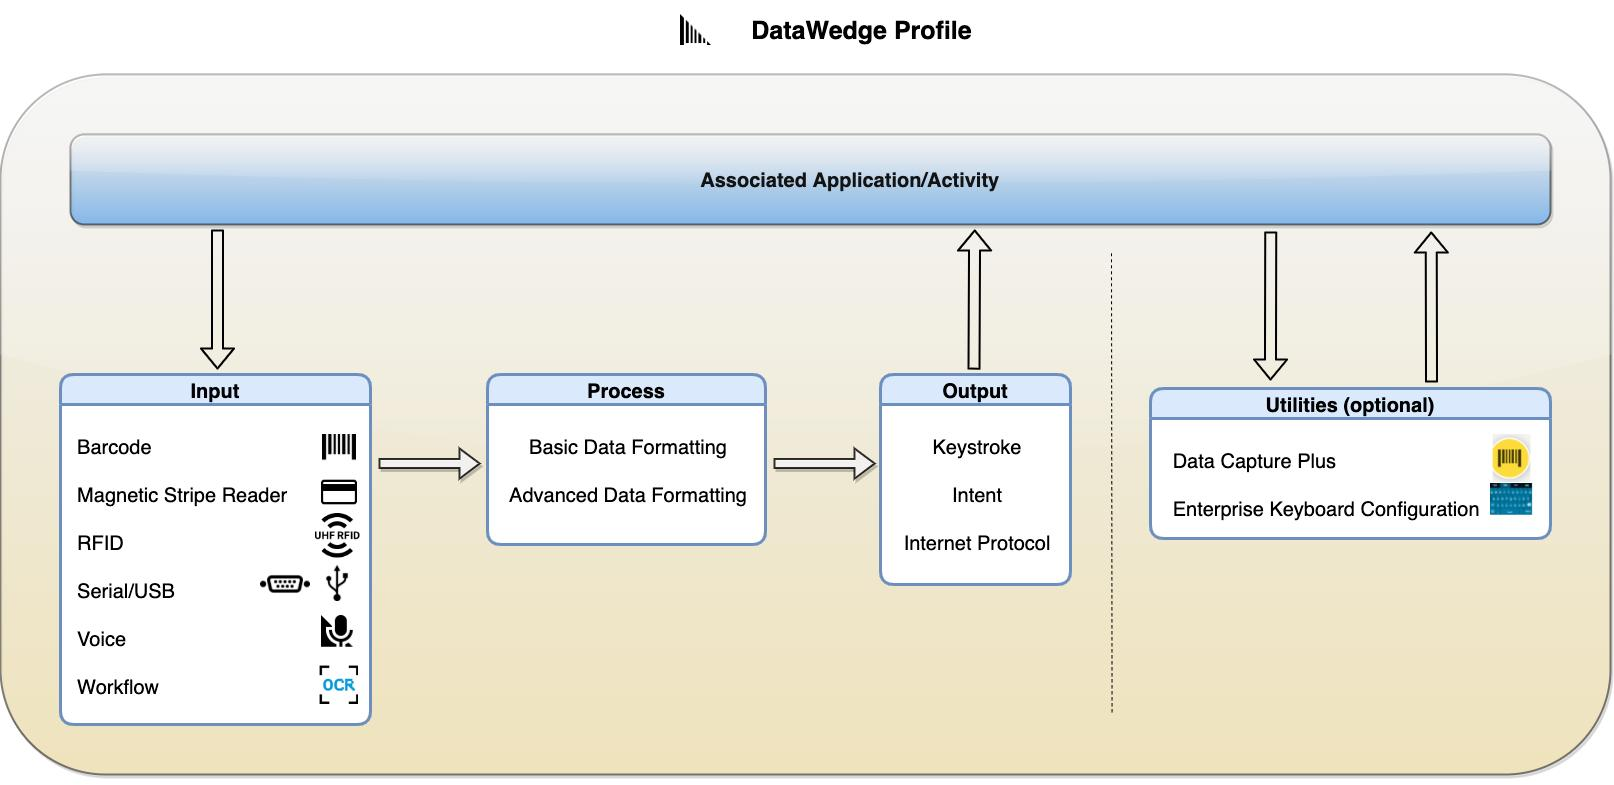 DataWedge Profile
Associated Application/Activity
Input
Barcode
Magnetic Stripe Reader
RFID
UHF RFID
Serial/USB
Voice
Workflow
OCR
Process
Basic Data Formatting
Advanced Data Formatting
Output
Keystroke
Intent
Internet Protocol
Utilities (optional)
Data Capture Plus
Enterprise Keyboard Configuration